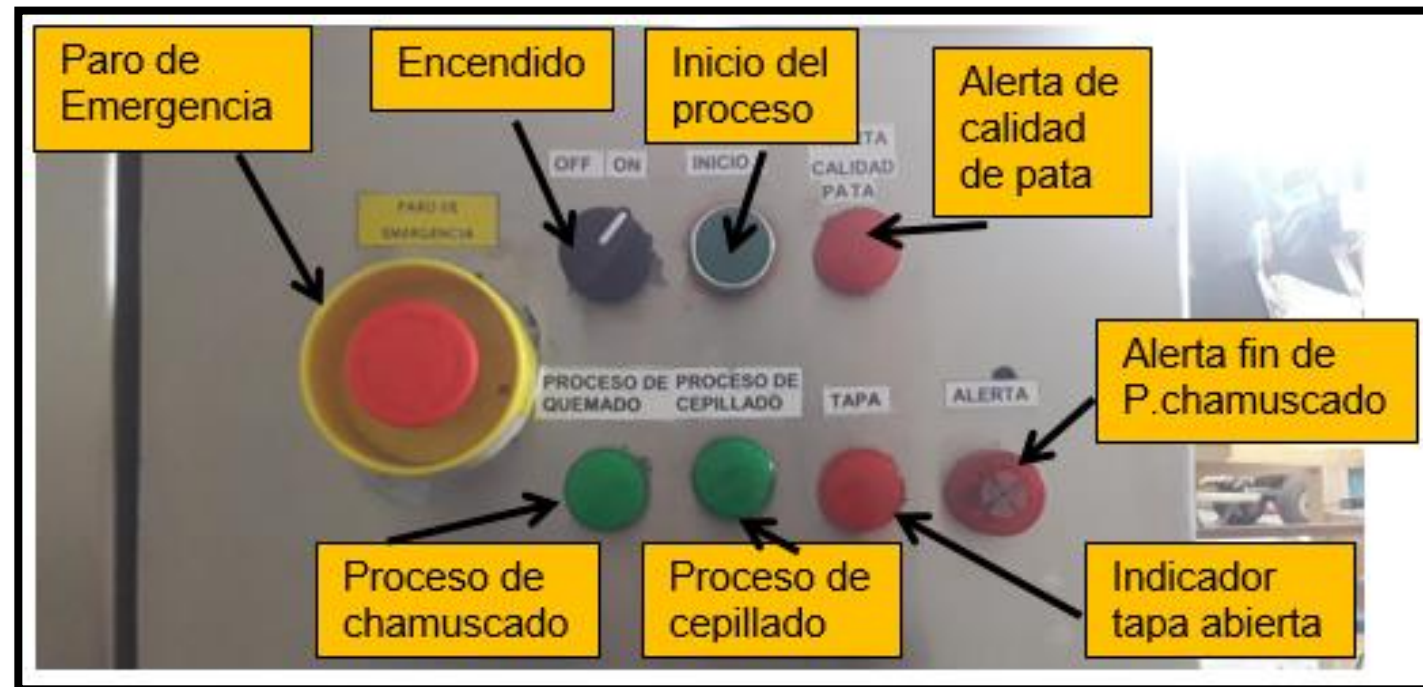 Paro de
Emergencia
Encendido
Inicio del
proceso
Alerta de
calidad
de pata
OFF ON
INICIO
CALIDAD
PATA
PARO DE
EMERGENCIA
Alerta fin de
P.chamuscado
PROCESO DE
QUEMADO
PROCESO DE
CEPILLADO
TAPA
ALERTA
Proceso de
chamuscado
Proceso de
cepillado
Indicador
tapa abierta